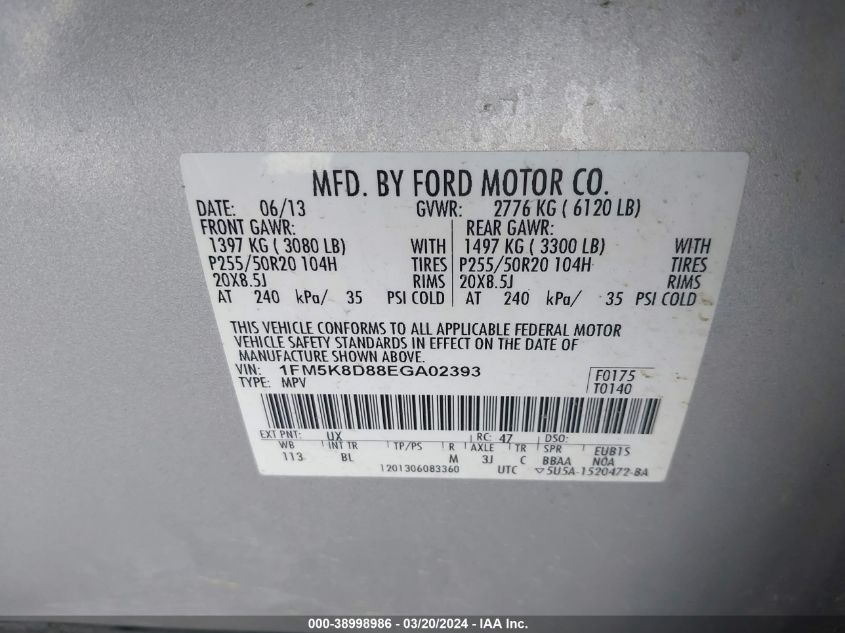 MFD. BY FORD MOTOR CO.
DATE: 06/13 GVWR: 2776 KG ( 6120 LB)
FRONT GAWR: REAR GAWR:
1397 KG ( 3080 LB) WITH 1497 KG ( 3300 LB) WITH
P255/50R20 104H TIRES P255/50R20 104H TIRES
20X8.5J RIMS 20X8.5J RIMS
AT 240 kPa/ 35 PSI COLD AT 240 kPa/ 35 PSI COLD
THIS VEHICLE CONFORMS TO ALL APPLICABLE FEDERAL MOTOR
VEHICLE SAFETY STANDARDS IN EFFECT ON THE DATE OF
MANUFACTURE SHOWN ABOVE.
VIN: 1FM5K8D88EGA02393 F0175
TYPE: MPV T0140
EXT PNT: UX RC: 47 DSO:
WB INT TR TP/PS R AXLE TR SPR EUB1S
113 BL M 3J C BBAA NOA
1201306083360 UTC ▽5U5A-1520472-BA
000-38998986 - 03/20/2024 - IAA Inc.